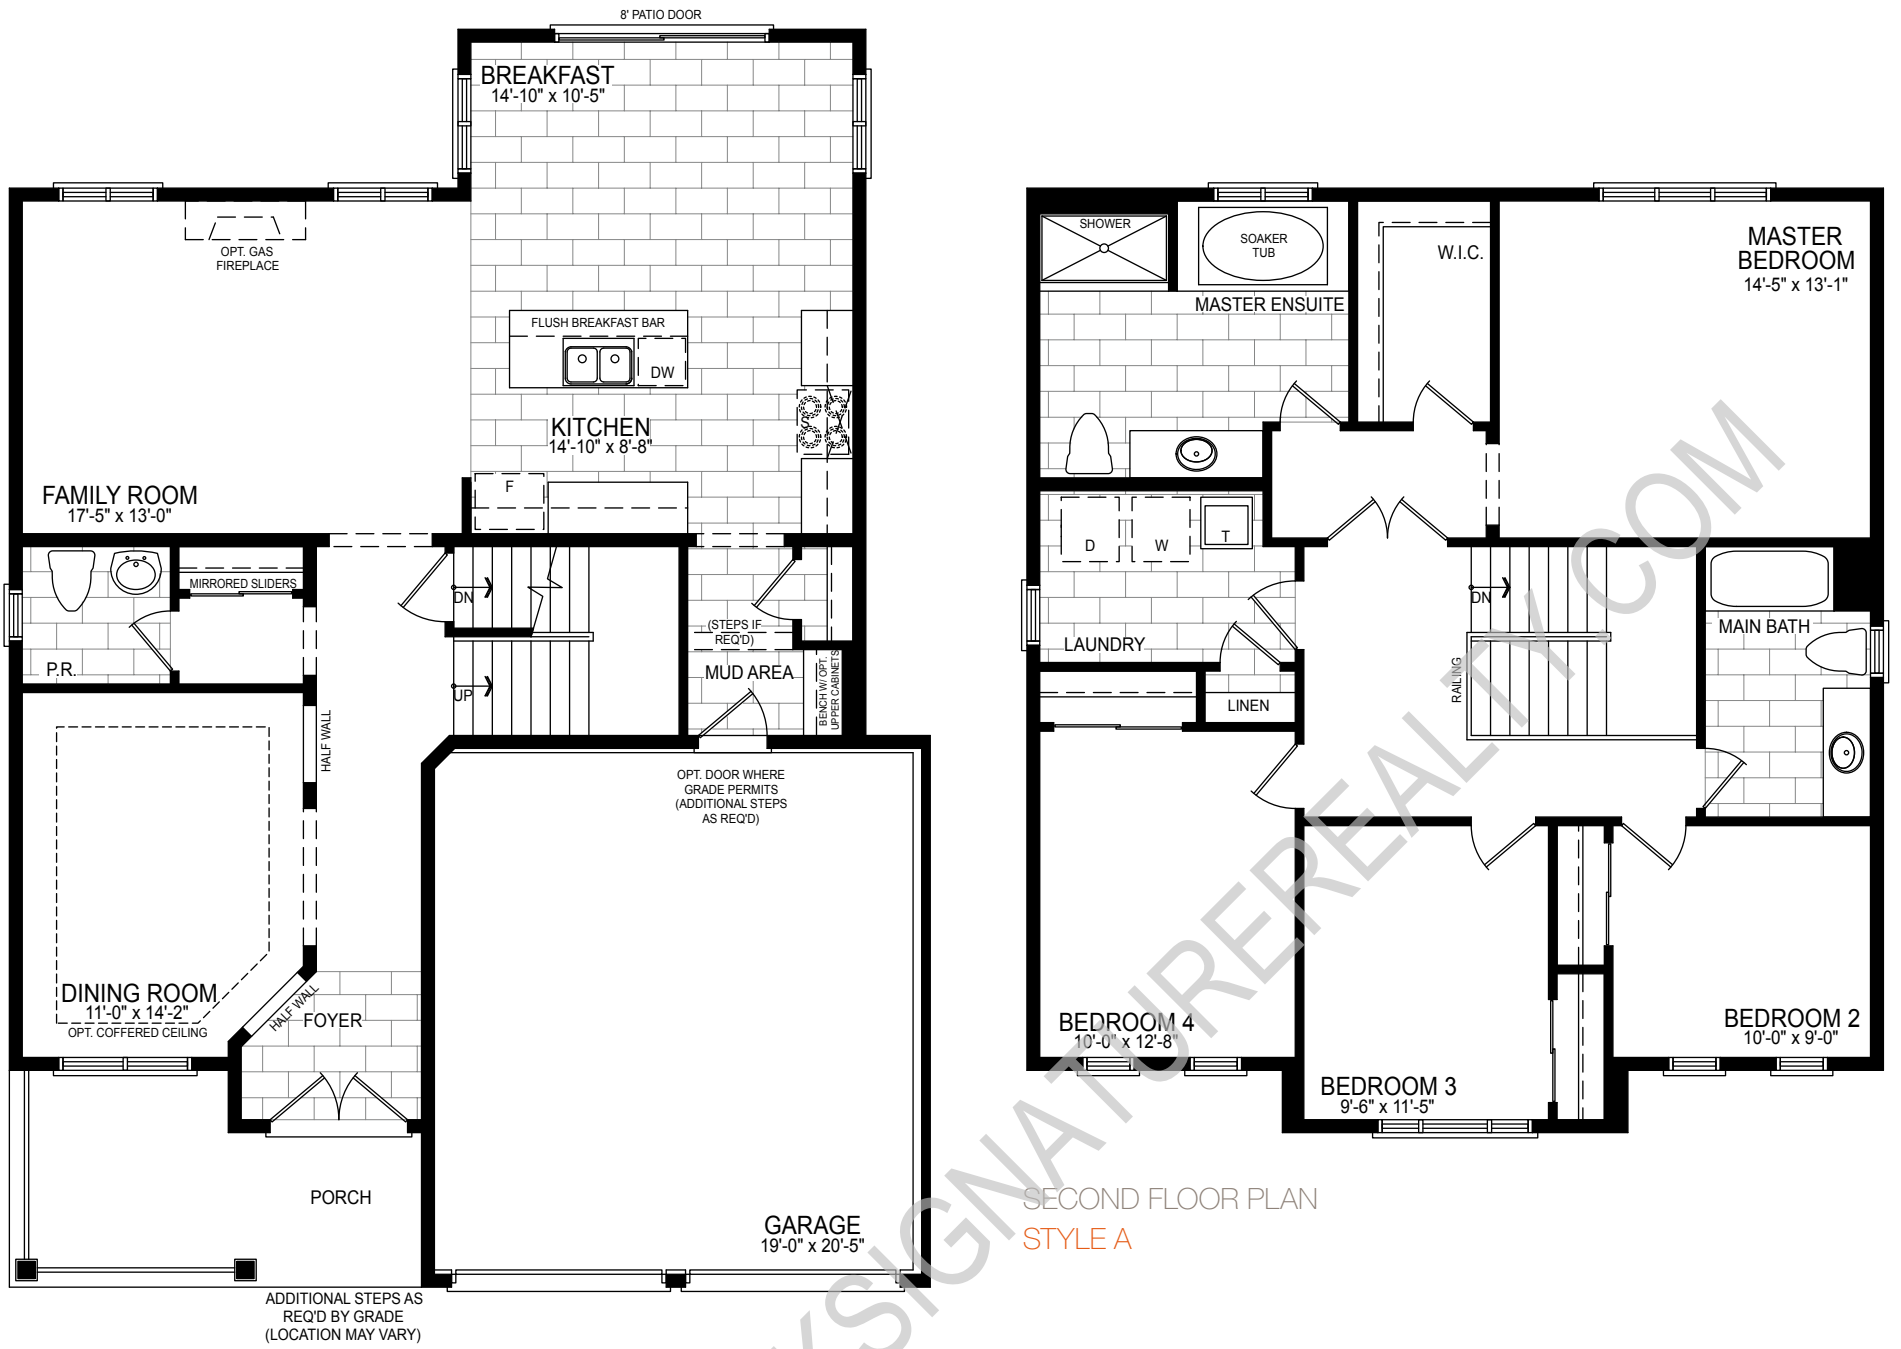 8' PATIO DOOR
BREAKFAST
14'-10" x 10'-5"
OPT. GAS
FIREPLACE
FLUSH BREAKFAST BAR
DW
S
KITCHEN
14'-10" x 8'-8"
F
FAMILY ROOM
17'-5" x 13'-0"
MIRRORED SLIDERS
P.R.
DN
UP
(STEPS IF
REQ'D)
MUD AREA
BENCH W/ OPT.
UPPER CABINETS
HALF WALL
OPT. DOOR WHERE
GRADE PERMITS
(ADDITIONAL STEPS
AS REQ'D)
DINING ROOM
11'-0" x 14'-2"
OPT. COFFERED CEILING
HALF WALL
FOYER
PORCH
GARAGE
19'-0" x 20'-5"
ADDITIONAL STEPS AS
REQ'D BY GRADE
(LOCATION MAY VARY)
SHOWER
SOAKER
TUB
MASTER ENSUITE
W.I.C.
MASTER
BEDROOM
14'-5" x 13'-1"
D
W
T
LAUNDRY
LINEN
DN
RAILING
MAIN BATH
BEDROOM 4
10'-0" x 12'-8"
BEDROOM 3
9'-6" x 11'-5"
BEDROOM 2
10'-0" x 9'-0"
SECOND FLOOR PLAN
STYLE A
KSIGNATUREREALTY.COM